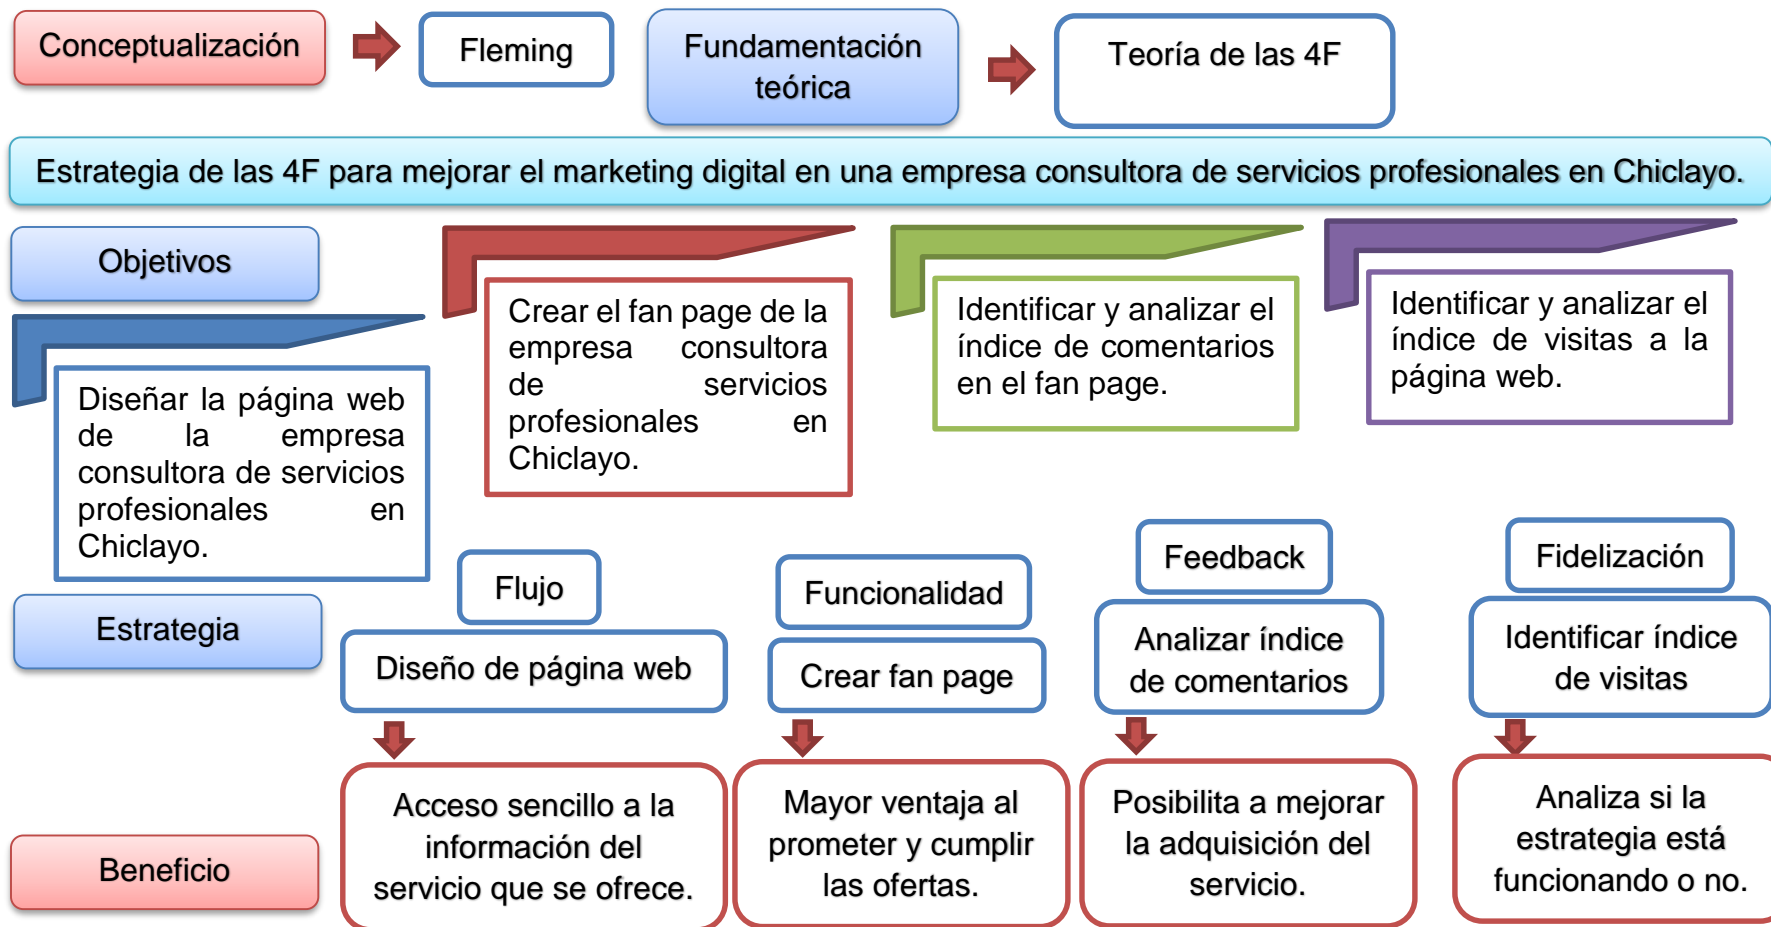 Conceptualización
Fleming
Fundamentación
teórica
Teoría de las 4F
Estrategia de las 4F para mejorar el marketing digital en una empresa consultora de servicios profesionales en Chiclayo.
Objetivos
Diseñar la página web
de la empresa
consultora de servicios
profesionales en
Chiclayo.
Crear el fan page de la
empresa consultora
de servicios
profesionales en
Chiclayo.
Identificar y analizar el
índice de comentarios
en el fan page.
Identificar y analizar el
índice de visitas a la
página web.
Estrategia
Flujo
Diseño de página web
Funcionalidad
Crear fan page
Feedback
Analizar índice
de comentarios
Fidelización
Identificar índice
de visitas
Beneficio
Acceso sencillo a la
información del
servicio que se ofrece.
Mayor ventaja al
prometer y cumplir
las ofertas.
Posibilita a mejorar
la adquisición del
servicio.
Analiza si la
estrategia está
funcionando o no.